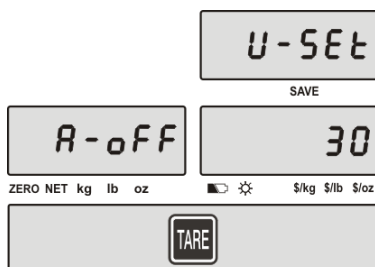 U-SEt
SAVE
A-oFF 30
ZERO NET kg lb oz $/kg $/lb $/oz
TARE